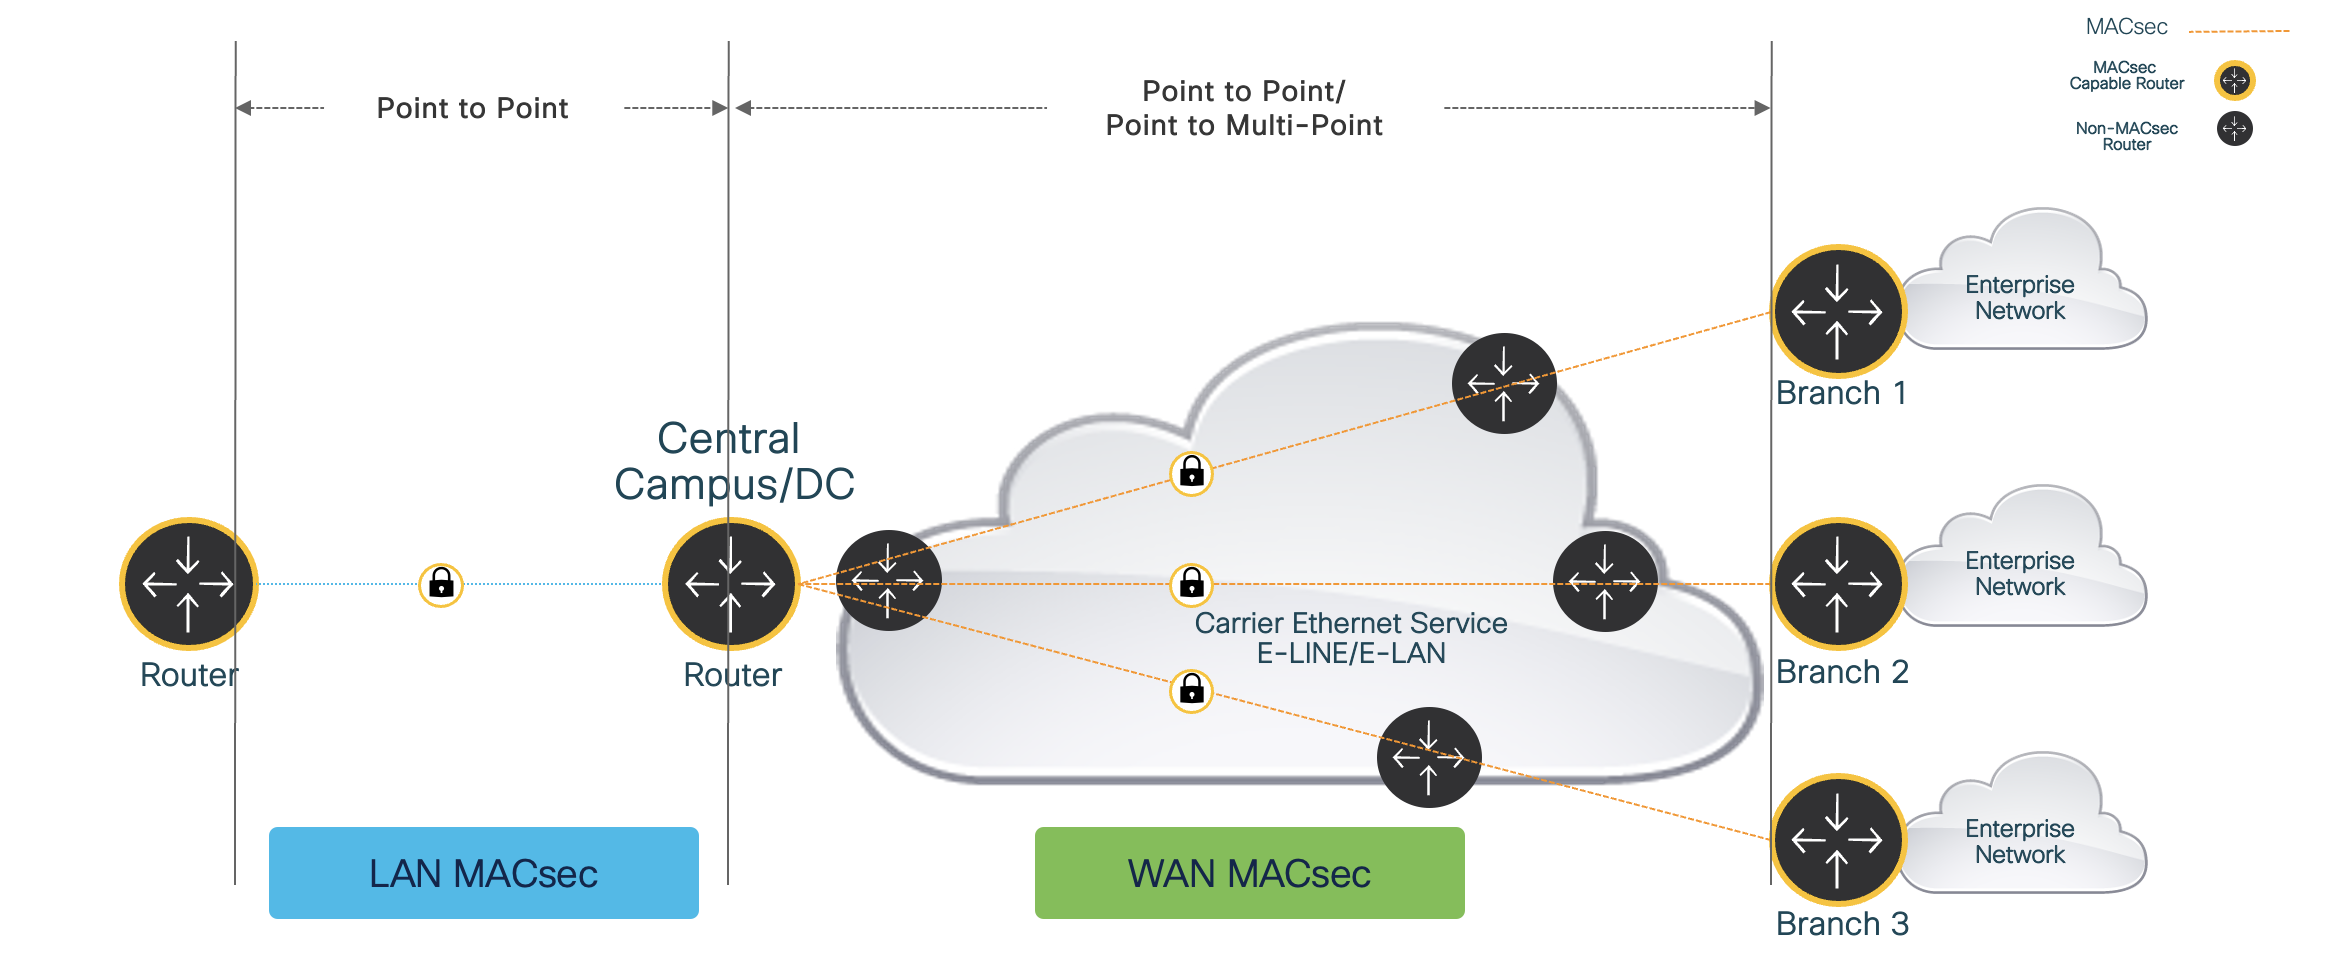 MACsec
MACsec
Capable Router
Non-MACsec
Router
Point to Point
Point to Point/
Point to Multi-Point
Enterprise
Network
Branch 1
Central
Campus/DC
Enterprise
Network
Carrier Ethernet Service
E-LINE/E-LAN
Router
Router
Branch 2
Enterprise
Network
LAN MACsec
WAN MACsec
Branch 3